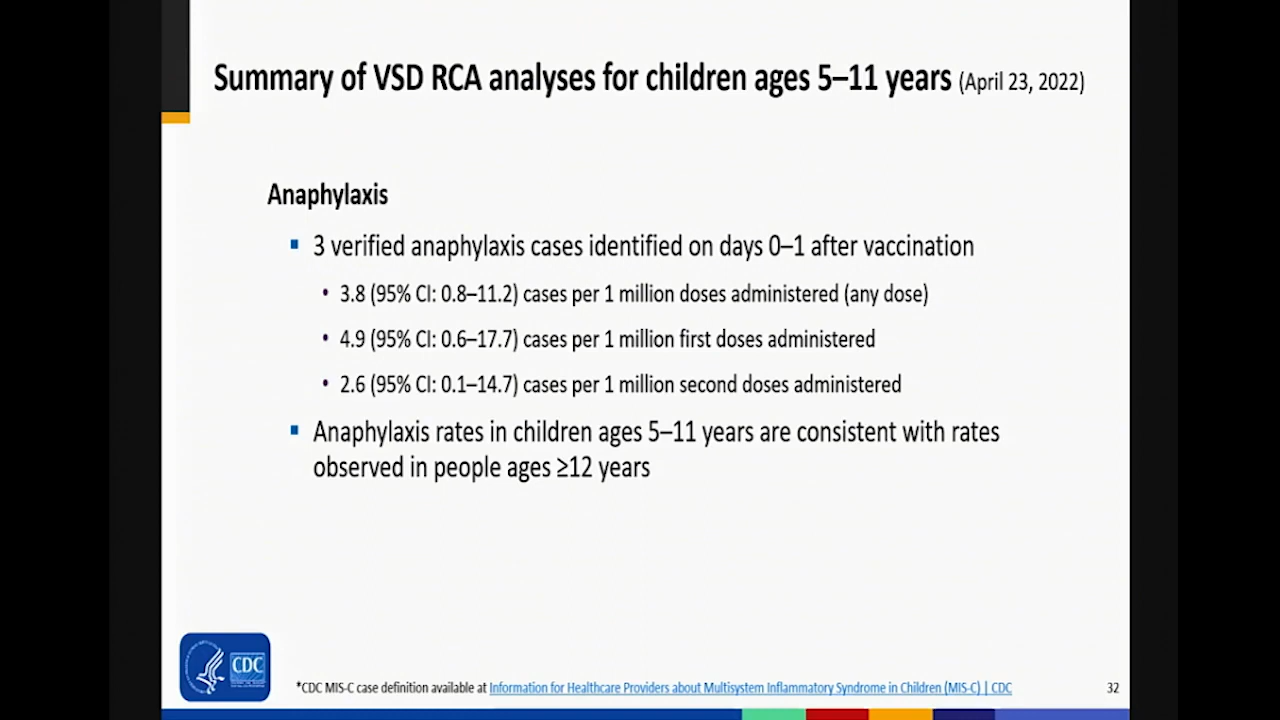 Summary of VSD RCA analyses for children ages 5–11 years (April 23, 2022)
Anaphylaxis
▪ 3 verified anaphylaxis cases identified on days 0–1 after vaccination
• 3.8 (95% CI: 0.8–11.2) cases per 1 million doses administered (any dose)
• 4.9 (95% CI: 0.6–17.7) cases per 1 million first doses administered
• 2.6 (95% CI: 0.1–14.7) cases per 1 million second doses administered
▪ Anaphylaxis rates in children ages 5–11 years are consistent with rates
observed in people ages ≥12 years
CDC
*CDC MIS-C case definition available at Information for Healthcare Providers about Multisystem Inflammatory Syndrome in Children (MIS-C) | CDC
32